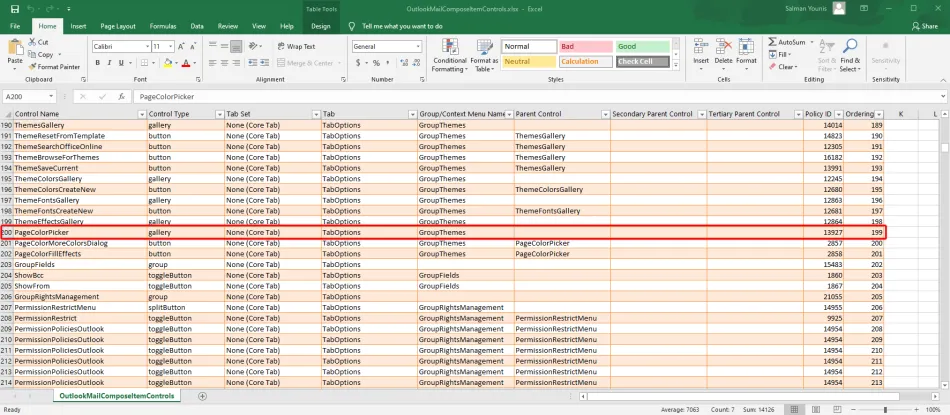 Table Tools
OutlookMailComposeItemControls.xlsx - Excel
Salman Younis
File Home Insert Page Layout Formulas Data Review View Help Design Tell me what you want to do Share
Cut
Copy
Format Painter
Paste
Calibri 11
General
Wrap Text
Merge & Center
Conditional Formatting
Format as Table
Normal Bad Good
Neutral Calculation Check Cell
Insert Delete Format
AutoSum
Fill
Clear
Sort & Filter
Find & Select
Sensitivity
Clipboard Font Alignment Number Styles Cells Editing Sensitivity
A200 PageColorPicker
Control Name Control Type Tab Set Tab Group/Context Menu Name Parent Control Secondary Parent Control Tertiary Parent Control Policy ID Ordering K L
190 ThemesGallery gallery None (Core Tab) TabOptions GroupThemes 14014 189
191 ThemeResetFromTemplate button None (Core Tab) TabOptions GroupThemes ThemesGallery 14823 190
192 ThemeSearchOfficeOnline button None (Core Tab) TabOptions GroupThemes ThemesGallery 12305 191
193 ThemeBrowseForThemes button None (Core Tab) TabOptions GroupThemes ThemesGallery 16182 192
194 ThemeSaveCurrent button None (Core Tab) TabOptions GroupThemes ThemesGallery 13991 193
195 ThemeColorsGallery gallery None (Core Tab) TabOptions GroupThemes 12245 194
196 ThemeColorsCreateNew button None (Core Tab) TabOptions GroupThemes ThemeColorsGallery 12680 195
197 ThemeFontsGallery gallery None (Core Tab) TabOptions GroupThemes 12863 196
198 ThemeFontsCreateNew button None (Core Tab) TabOptions GroupThemes ThemeFontsGallery 12681 197
199 ThemeEffectsGallery gallery None (Core Tab) TabOptions GroupThemes 12864 198
200 PageColorPicker gallery None (Core Tab) TabOptions GroupThemes 13927 199
201 PageColorMoreColorsDialog button None (Core Tab) TabOptions GroupThemes PageColorPicker 2857 200
202 PageColorFillEffects button None (Core Tab) TabOptions GroupThemes PageColorPicker 2858 201
203 GroupFields group None (Core Tab) TabOptions 15483 202
204 ShowBcc toggleButton None (Core Tab) TabOptions GroupFields 1860 203
205 ShowFrom toggleButton None (Core Tab) TabOptions GroupFields 1867 204
206 GroupRightsManagement group None (Core Tab) TabOptions 21055 205
207 PermissionRestrictMenu splitButton None (Core Tab) TabOptions GroupRightsManagement 14955 206
208 PermissionRestrict toggleButton None (Core Tab) TabOptions GroupRightsManagement PermissionRestrictMenu 9925 207
209 PermissionPoliciesOutlook toggleButton None (Core Tab) TabOptions GroupRightsManagement PermissionRestrictMenu 14954 208
210 PermissionPoliciesOutlook toggleButton None (Core Tab) TabOptions GroupRightsManagement PermissionRestrictMenu 14954 209
211 PermissionPoliciesOutlook toggleButton None (Core Tab) TabOptions GroupRightsManagement PermissionRestrictMenu 14954 210
212 PermissionPoliciesOutlook toggleButton None (Core Tab) TabOptions GroupRightsManagement PermissionRestrictMenu 14954 211
213 PermissionPoliciesOutlook toggleButton None (Core Tab) TabOptions GroupRightsManagement PermissionRestrictMenu 14954 212
214 PermissionPoliciesOutlook toggleButton None (Core Tab) TabOptions GroupRightsManagement PermissionRestrictMenu 14954 213
OutlookMailComposeItemControls
Ready Average: 7063 Count: 7 Sum: 14126 100%